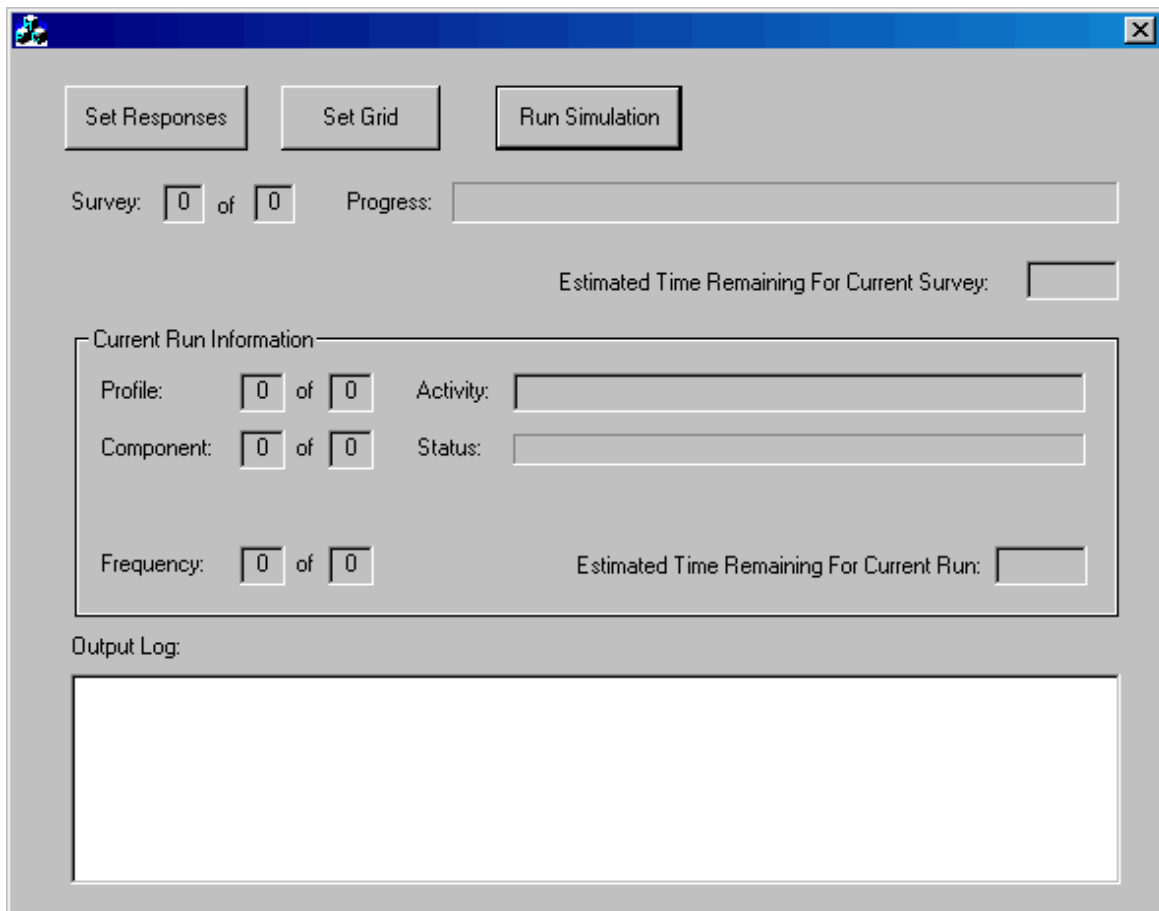 Set Responses Set Grid Run Simulation
Survey: 0 of 0 Progress:
Estimated Time Remaining For Current Survey:
Current Run Information
Profile: 0 of 0 Activity:
Component: 0 of 0 Status:
Frequency: 0 of 0 Estimated Time Remaining For Current Run:
Output Log: